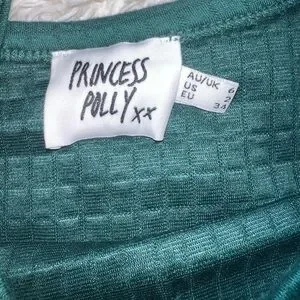 PRINCESS
POLLY xx
AU/UK 6
US 2
EU 34